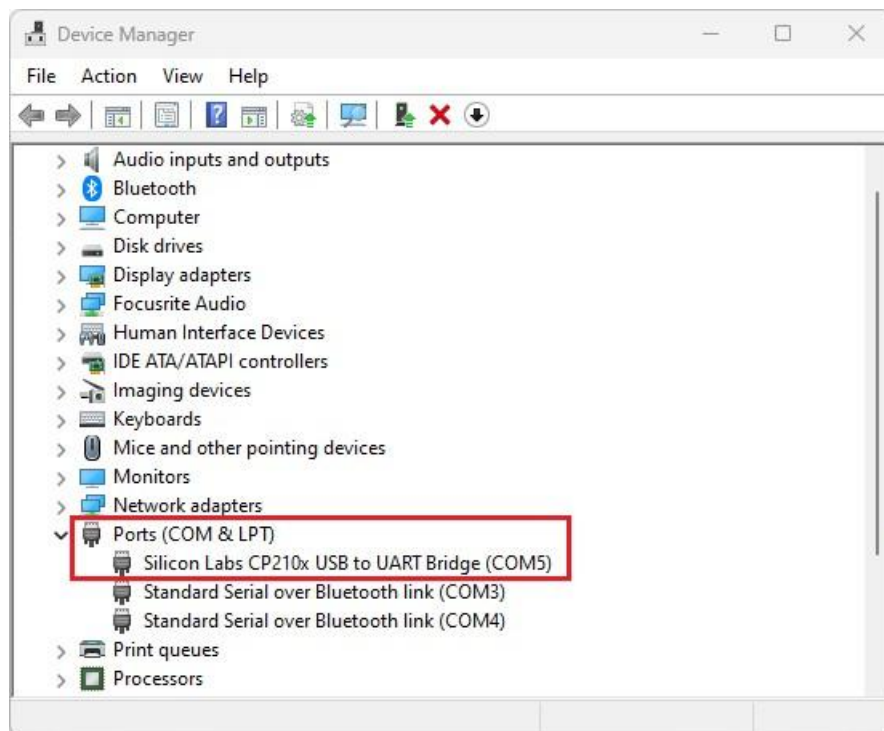 Device Manager
File Action View Help
Audio inputs and outputs
Bluetooth
Computer
Disk drives
Display adapters
Focusrite Audio
Human Interface Devices
IDE ATA/ATAPI controllers
Imaging devices
Keyboards
Mice and other pointing devices
Monitors
Network adapters
Ports (COM & LPT)
Silicon Labs CP210x USB to UART Bridge (COM5)
Standard Serial over Bluetooth link (COM3)
Standard Serial over Bluetooth link (COM4)
Print queues
Processors